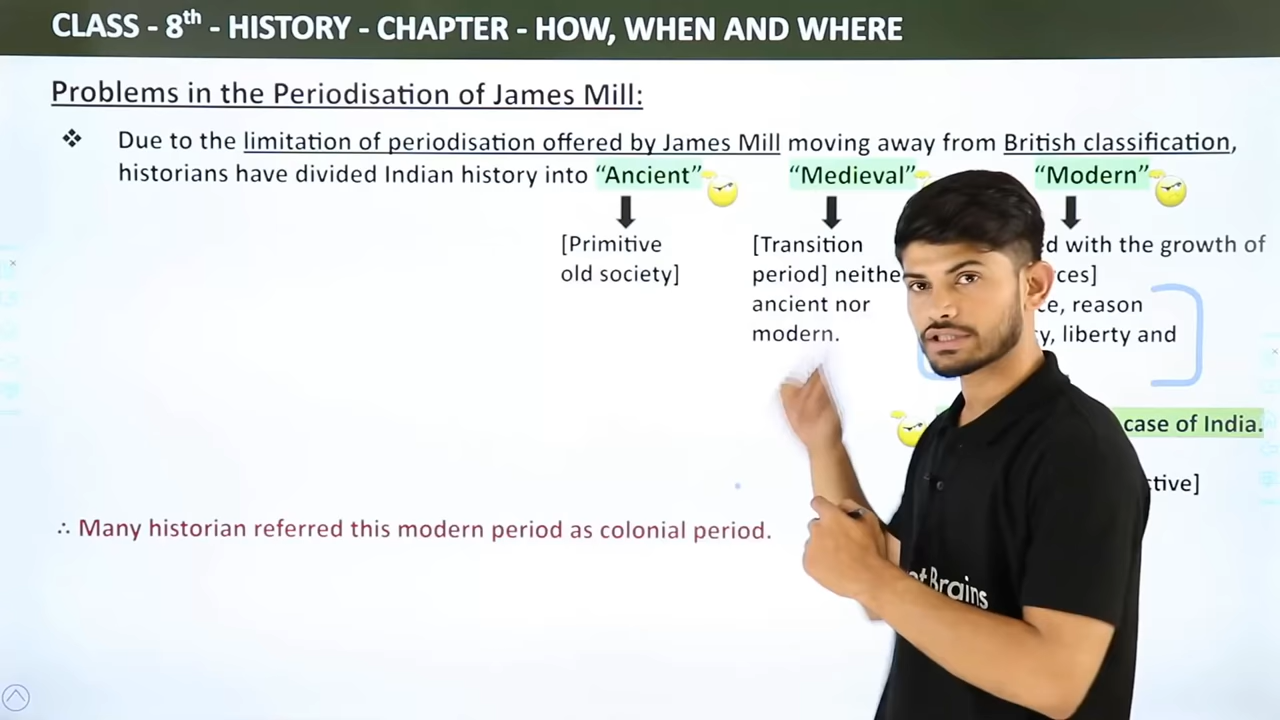 CLASS - 8th - HISTORY - CHAPTER - HOW, WHEN AND WHERE
Problems in the Periodisation of James Mill:
❖ Due to the limitation of periodisation offered by James Mill moving away from British classification,
historians have divided Indian history into “Ancient” “Medieval” “Modern”
[Primitive
old society]
[Transition
period]
ancient nor
modern.
with the growth of
reason
liberty and
case of India.
∴ Many historian referred this modern period as colonial period.
Brains